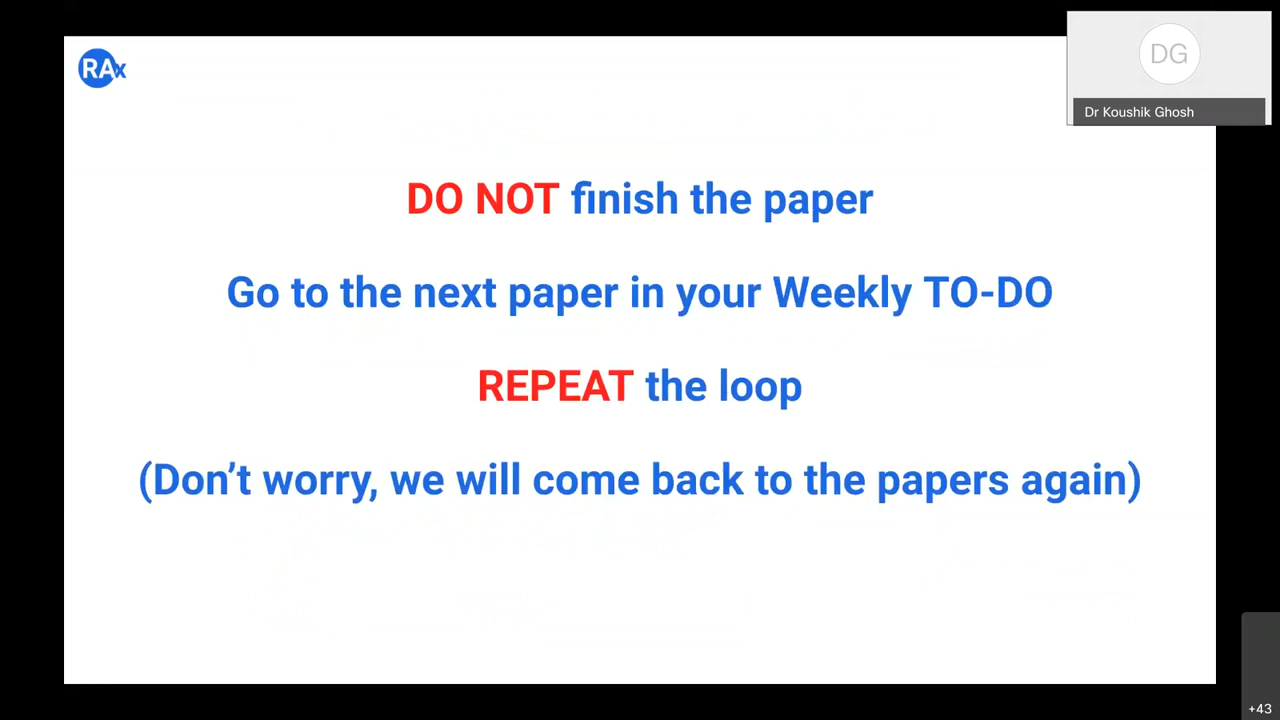 RAx
DG
Dr Koushik Ghosh
DO NOT finish the paper
Go to the next paper in your Weekly TO-DO
REPEAT the loop
(Don’t worry, we will come back to the papers again)
+43